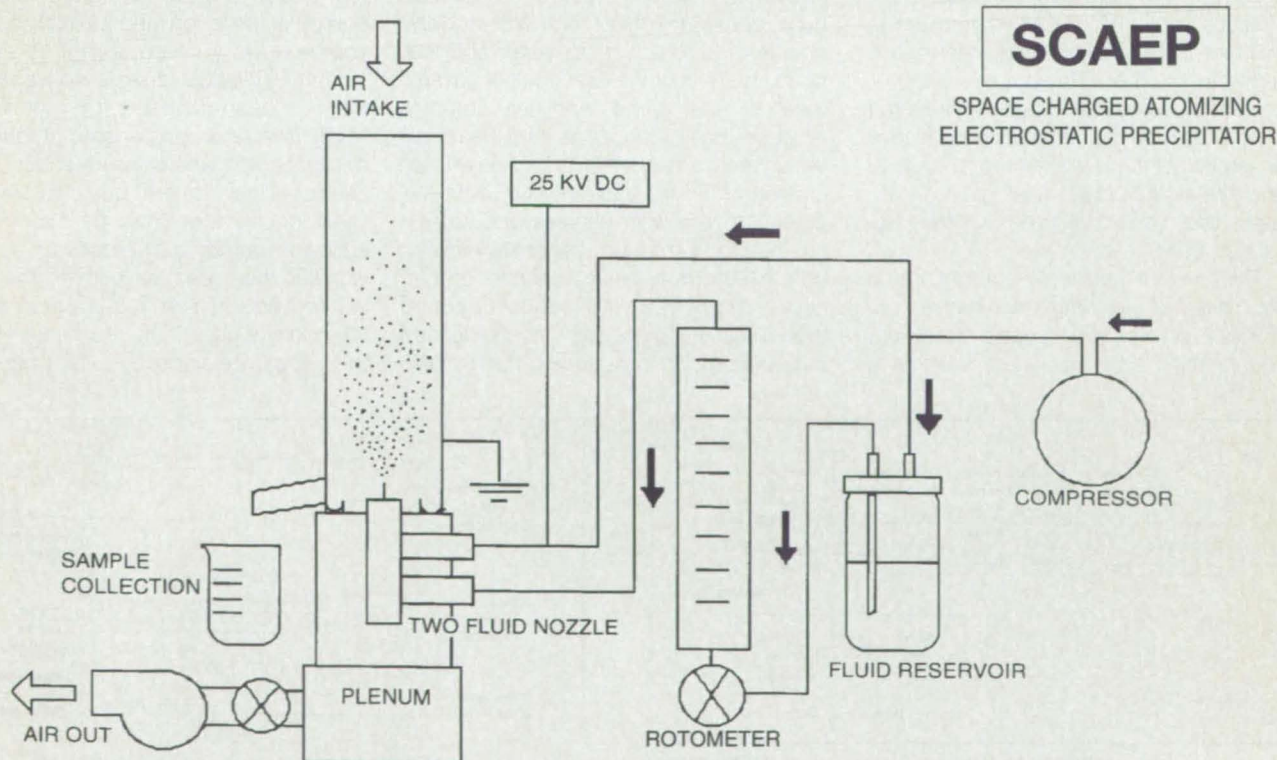 SCAEP
SPACE CHARGED ATOMIZING
ELECTROSTATIC PRECIPITATOR
AIR
INTAKE
25 KV DC
COMPRESSOR
SAMPLE
COLLECTION
TWO FLUID NOZZLE
FLUID RESERVOIR
PLENUM
AIR OUT
ROTOMETER